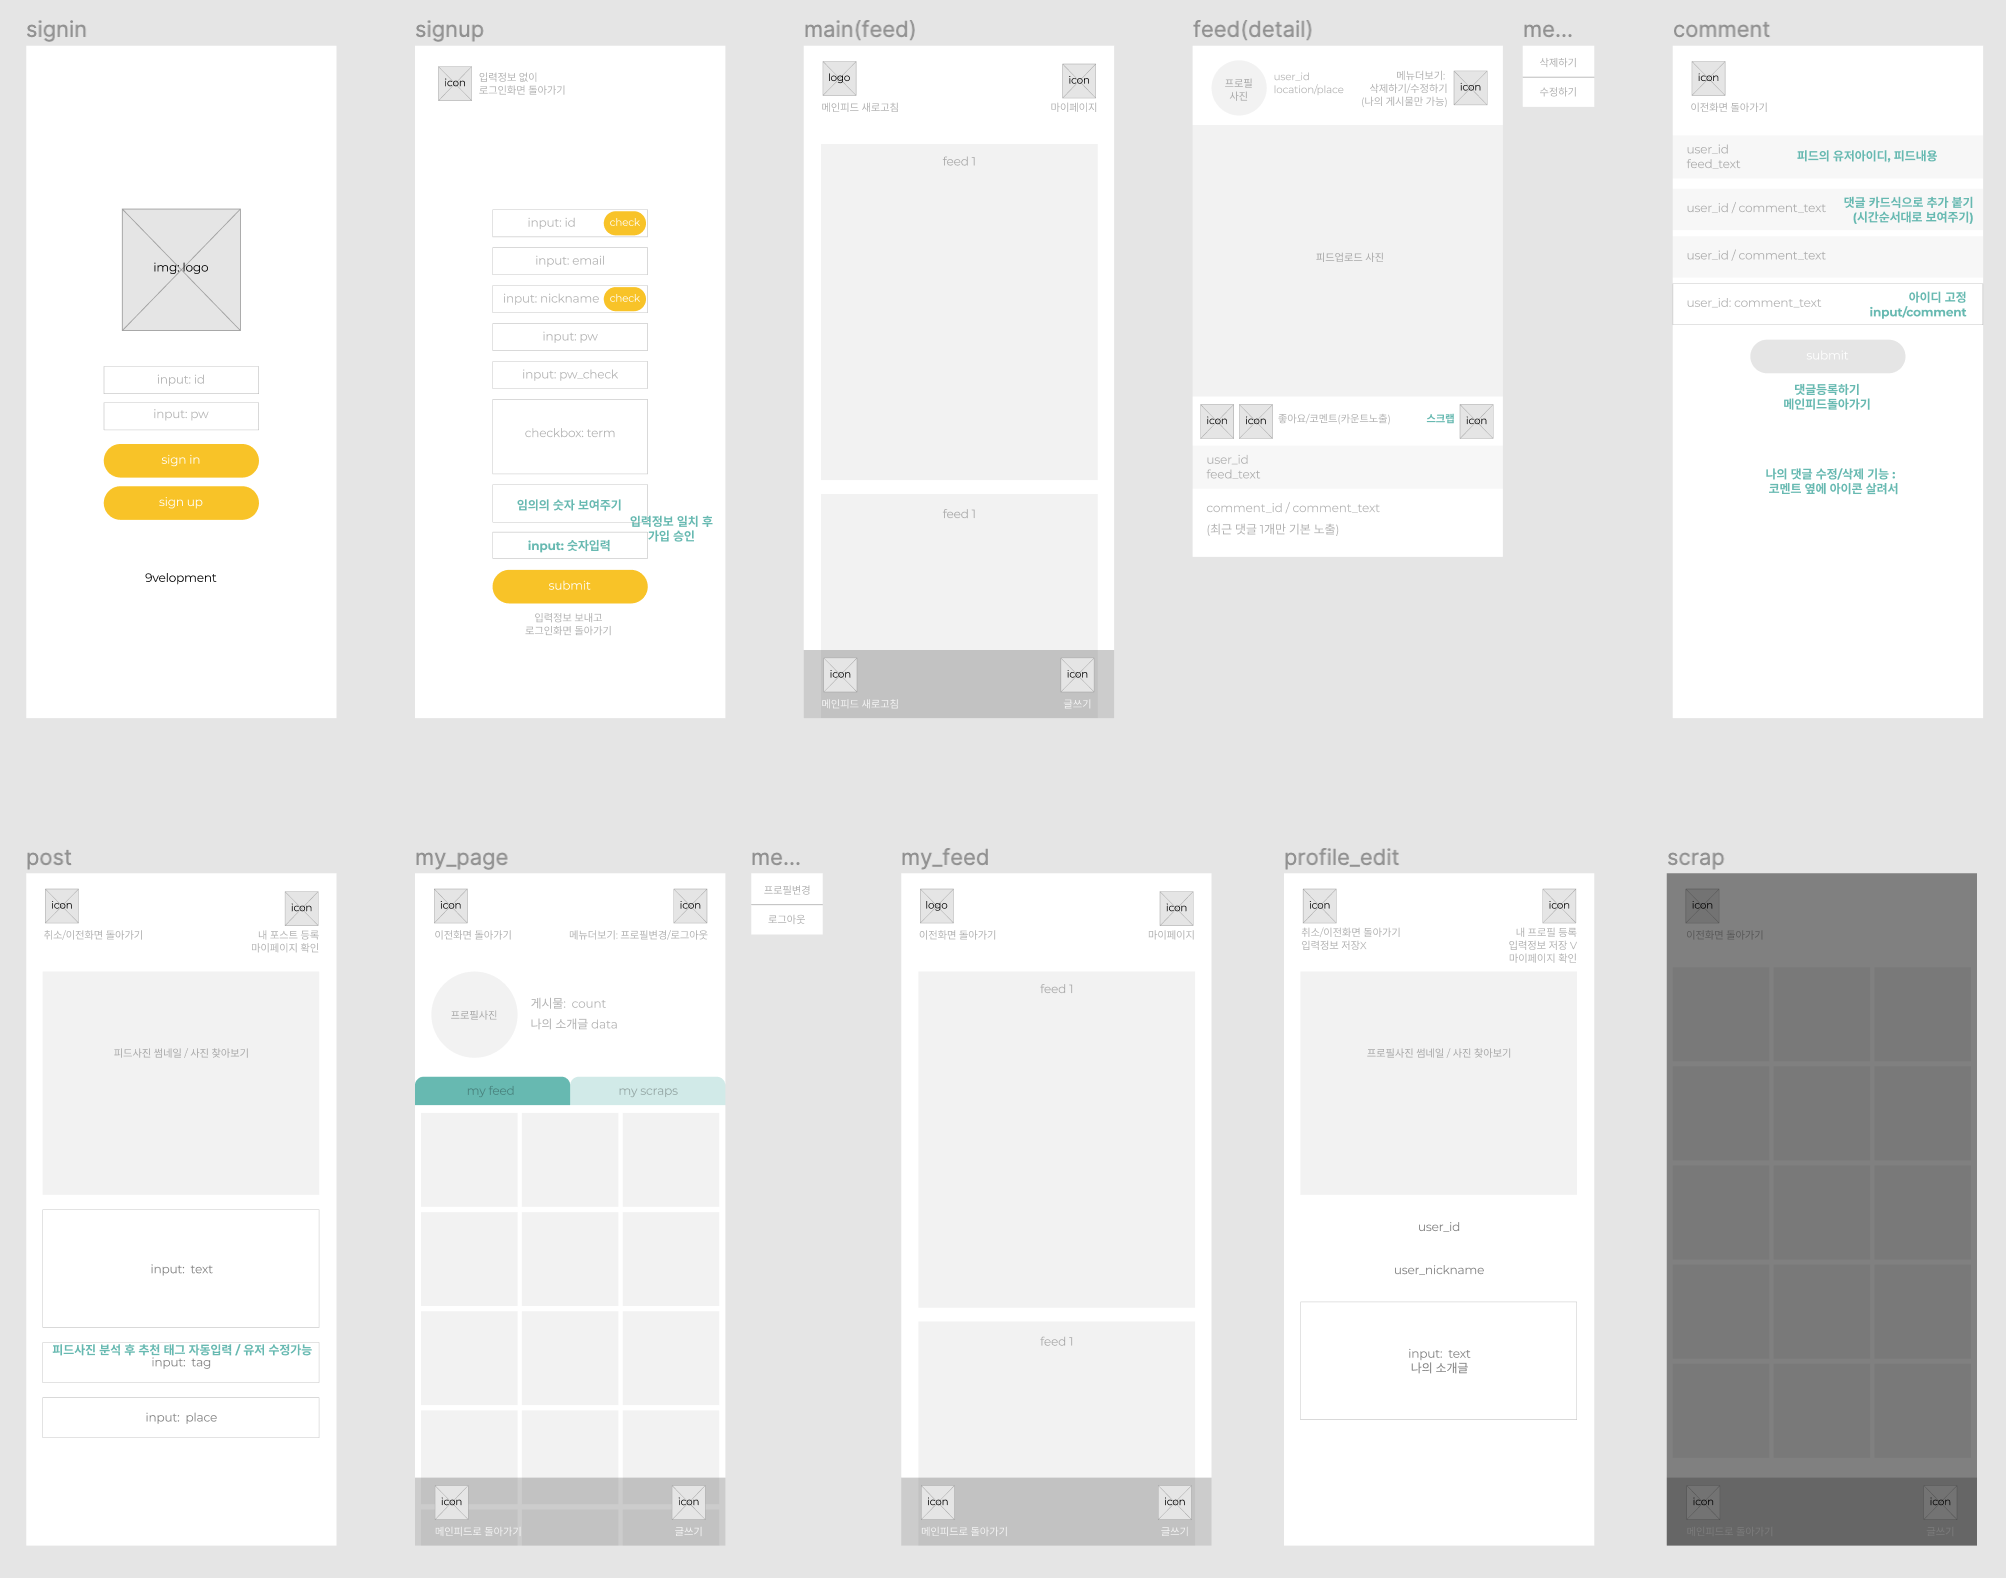 signin
img: logo
input: id
input: pw
sign in
sign up
9velopment
signup
icon
입력정보 없이
로그인화면 돌아가기
input: id
check
input: email
input: nickname
check
input: pw
input: pw_check
checkbox: term
임의의 숫자 보여주기
입력정보 일치 후
가입 승인
input: 숫자입력
submit
입력정보 보내고
로그인화면 돌아가기
main(feed)
logo
메인피드 새로고침
icon
마이페이지
feed 1
feed 1
icon
메인피드 새로고침
icon
글쓰기
feed(detail)
프로필
사진
user_id
location/place
메뉴더보기:
삭제하기/수정하기
(나의 게시물만 가능)
icon
피드업로드 사진
icon
icon
좋아요/코멘트(카운트노출)
스크랩
icon
user_id
feed_text
comment_id / comment_text
(최근 댓글 1개만 기본 노출)
me...
삭제하기
수정하기
comment
icon
이전화면 돌아가기
user_id
feed_text
피드의 유저아이디, 피드내용
user_id / comment_text
댓글 카드식으로 추가 붙기
(시간순서대로 보여주기)
user_id / comment_text
user_id: comment_text
아이디 고정
input/comment
submit
댓글등록하기
메인피드돌아가기
나의 댓글 수정/삭제 기능 :
코멘트 옆에 아이콘 살려서
post
icon
취소/이전화면 돌아가기
icon
내 포스트 등록
마이페이지 확인
피드사진 썸네일 / 사진 찾아보기
input: text
피드사진 분석 후 추천 태그 자동입력 / 유저 수정가능
input: tag
input: place
my_page
icon
이전화면 돌아가기
icon
메뉴더보기: 프로필변경/로그아웃
프로필사진
게시물: count
나의 소개글 data
my feed
my scraps
icon
메인피드로 돌아가기
icon
글쓰기
me...
프로필변경
로그아웃
my_feed
logo
이전화면 돌아가기
icon
마이페이지
feed 1
feed 1
icon
메인피드로 돌아가기
icon
글쓰기
profile_edit
icon
취소/이전화면 돌아가기
입력정보 저장X
icon
내 프로필 등록
입력정보 저장 V
마이페이지 확인
프로필사진 썸네일 / 사진 찾아보기
user_id
user_nickname
input: text
나의 소개글
scrap
icon
이전화면 돌아가기
icon
메인피드로 돌아가기
icon
글쓰기